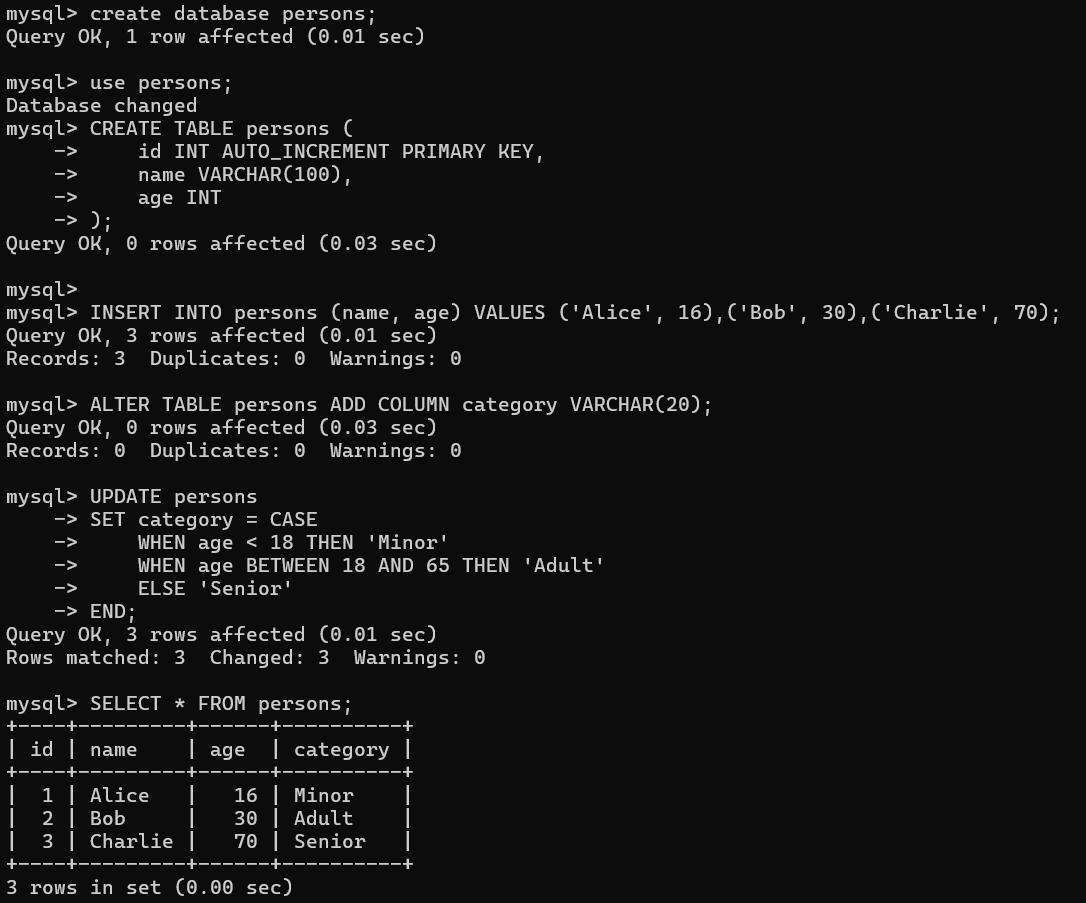 mysql> create database persons;
Query OK, 1 row affected (0.01 sec)

mysql> use persons;
Database changed
mysql> CREATE TABLE persons (
    ->     id INT AUTO_INCREMENT PRIMARY KEY,
    ->     name VARCHAR(100),
    ->     age INT
    -> );
Query OK, 0 rows affected (0.03 sec)

mysql>
mysql> INSERT INTO persons (name, age) VALUES ('Alice', 16),('Bob', 30),('Charlie', 70);
Query OK, 3 rows affected (0.01 sec)
Records: 3  Duplicates: 0  Warnings: 0

mysql> ALTER TABLE persons ADD COLUMN category VARCHAR(20);
Query OK, 0 rows affected (0.03 sec)
Records: 0  Duplicates: 0  Warnings: 0

mysql> UPDATE persons
    -> SET category = CASE
    ->     WHEN age < 18 THEN 'Minor'
    ->     WHEN age BETWEEN 18 AND 65 THEN 'Adult'
    ->     ELSE 'Senior'
    -> END;
Query OK, 3 rows affected (0.01 sec)
Rows matched: 3  Changed: 3  Warnings: 0

mysql> SELECT * FROM persons;
+----+---------+------+----------+
| id | name    | age  | category |
+----+---------+------+----------+
|  1 | Alice   |   16 | Minor    |
|  2 | Bob     |   30 | Adult    |
|  3 | Charlie |   70 | Senior   |
+----+---------+------+----------+
3 rows in set (0.00 sec)